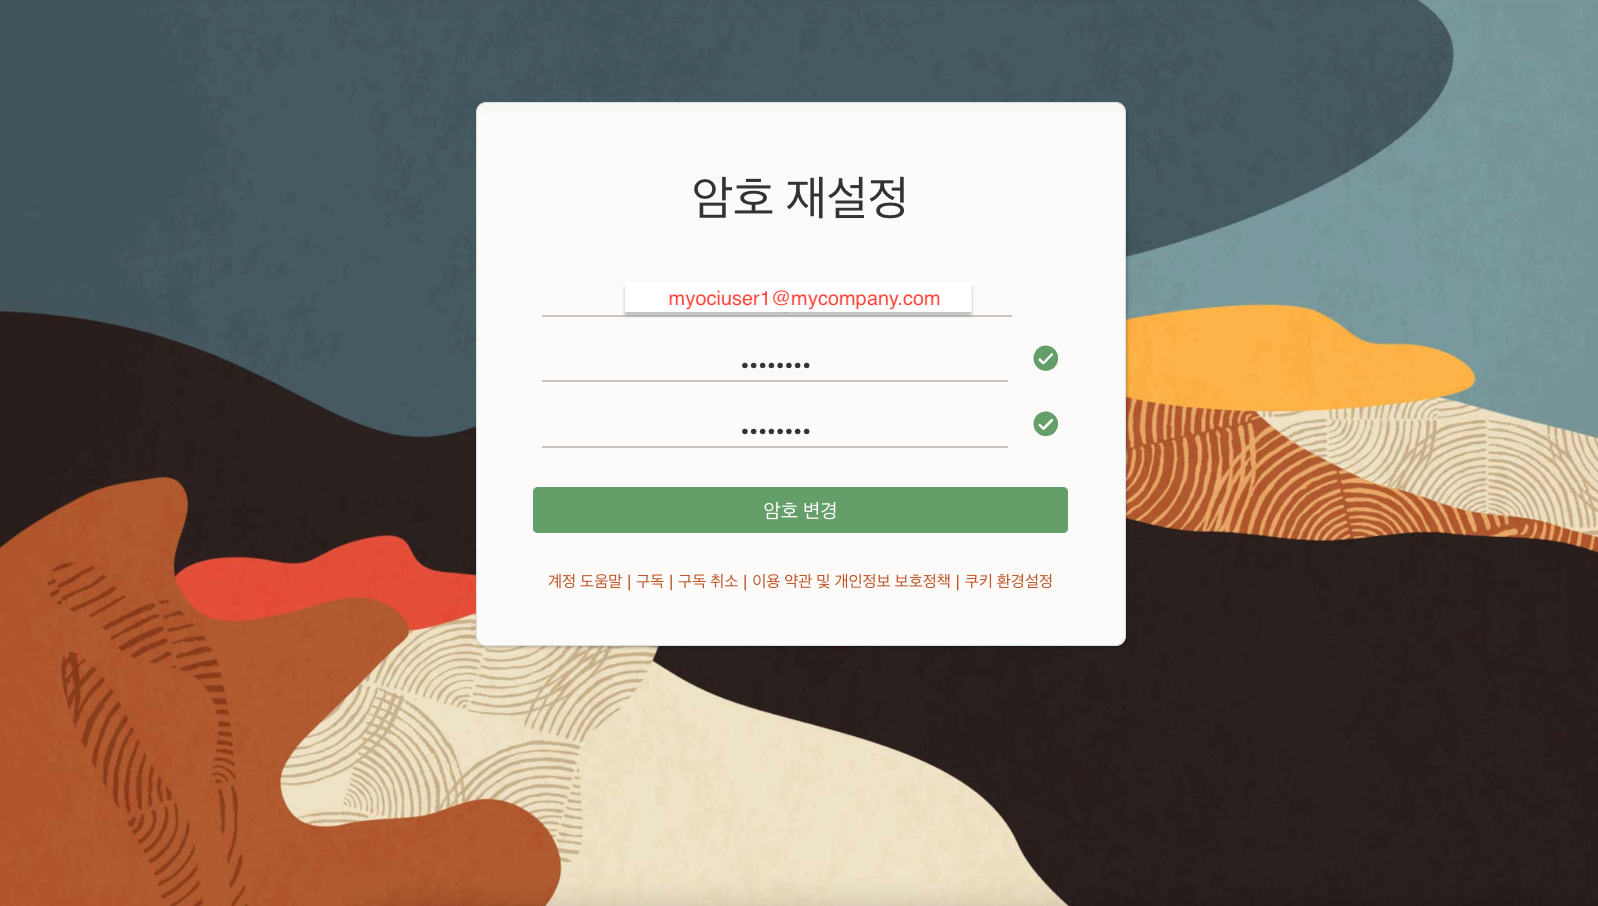 암호 재설정
myociuser1@mycompany.com
••••••••
••••••••
암호 변경
계정 도움말 | 구독 | 구독 취소 | 이용 약관 및 개인정보 보호정책 | 쿠키 환경설정